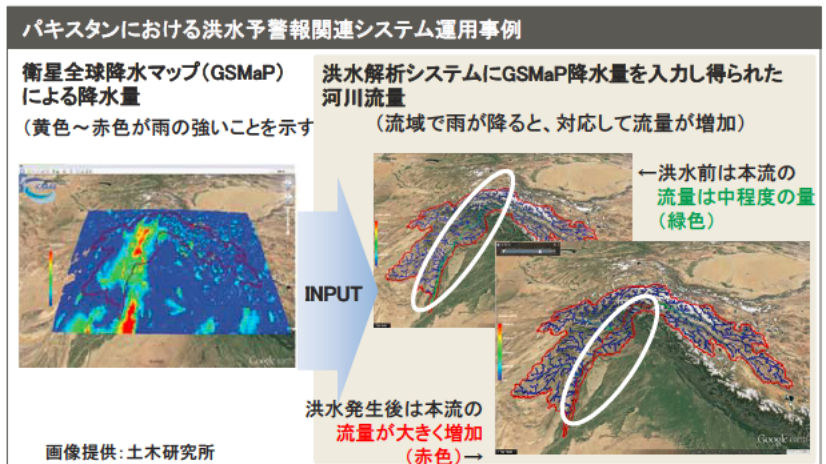 パキスタンにおける洪水予警報関連システム運用事例
衛星全球降水マップ(GSMaP)
による降水量
(黄色~赤色が雨の強いことを示す
洪水解析システムにGSMaP降水量を入力し得られた
河川流量
(流域で雨が降ると、対応して流量が増加)
←洪水前は本流の
流量は中程度の量
(緑色)
INPUT
Google earth
Google earth
洪水発生後は本流の
流量が大きく増加
(赤色)→
画像提供:土木研究所